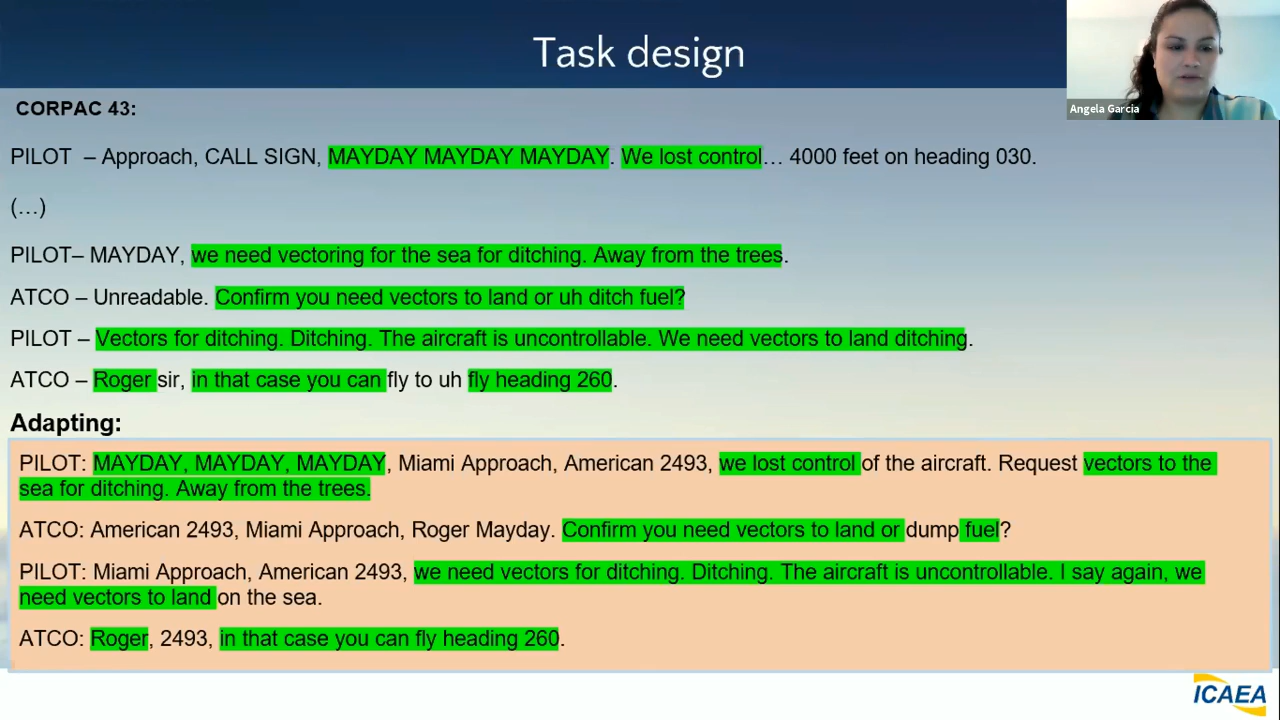 Task design
Angela Garcia
CORPAC 43:
PILOT – Approach, CALL SIGN, MAYDAY MAYDAY MAYDAY. We lost control… 4000 feet on heading 030.
(…)
PILOT– MAYDAY, we need vectoring for the sea for ditching. Away from the trees.
ATCO – Unreadable. Confirm you need vectors to land or uh ditch fuel?
PILOT – Vectors for ditching. Ditching. The aircraft is uncontrollable. We need vectors to land ditching.
ATCO – Roger sir, in that case you can fly to uh fly heading 260.
Adapting:
PILOT: MAYDAY, MAYDAY, MAYDAY, Miami Approach, American 2493, we lost control of the aircraft. Request vectors to the
sea for ditching. Away from the trees.
ATCO: American 2493, Miami Approach, Roger Mayday. Confirm you need vectors to land or dump fuel?
PILOT: Miami Approach, American 2493, we need vectors for ditching. Ditching. The aircraft is uncontrollable. I say again, we
need vectors to land on the sea.
ATCO: Roger, 2493, in that case you can fly heading 260.
ICAEA